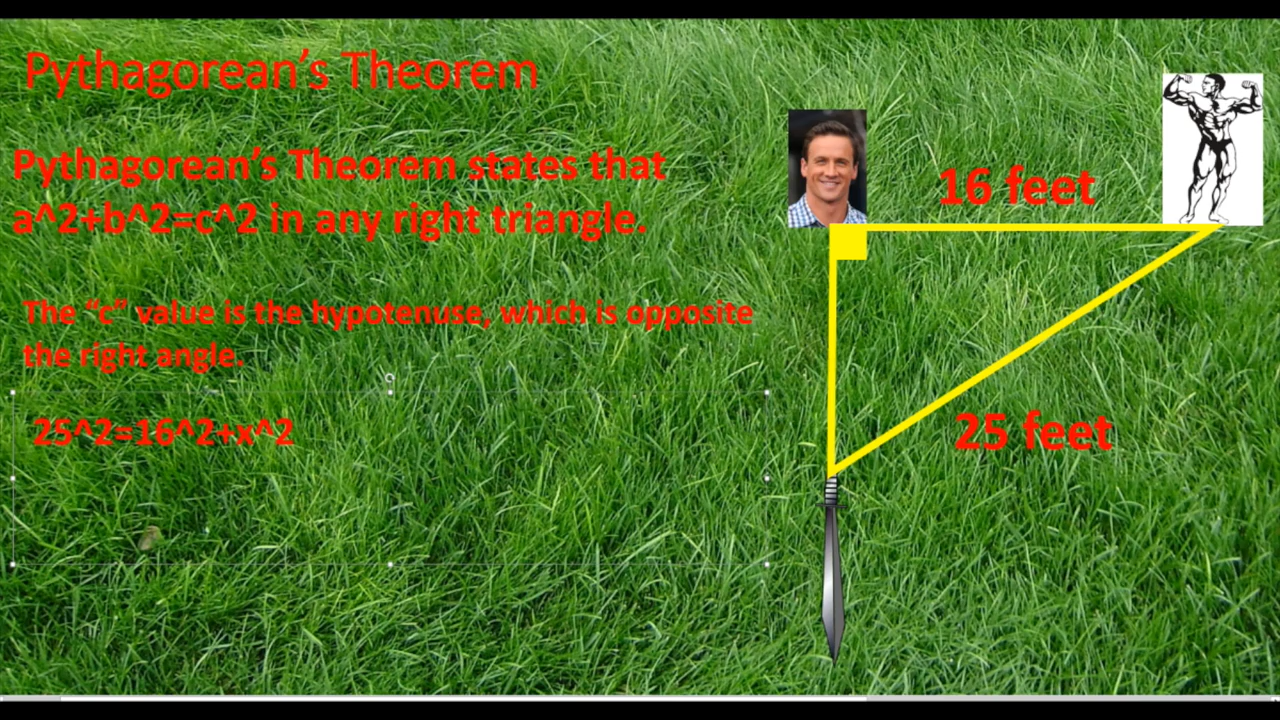 Pythagorean’s Theorem
Pythagorean’s Theorem states that
a^2+b^2=c^2 in any right triangle.
The “c” value is the hypotenuse, which is opposite
the right angle.
25^2=16^2+x^2
16 feet
25 feet